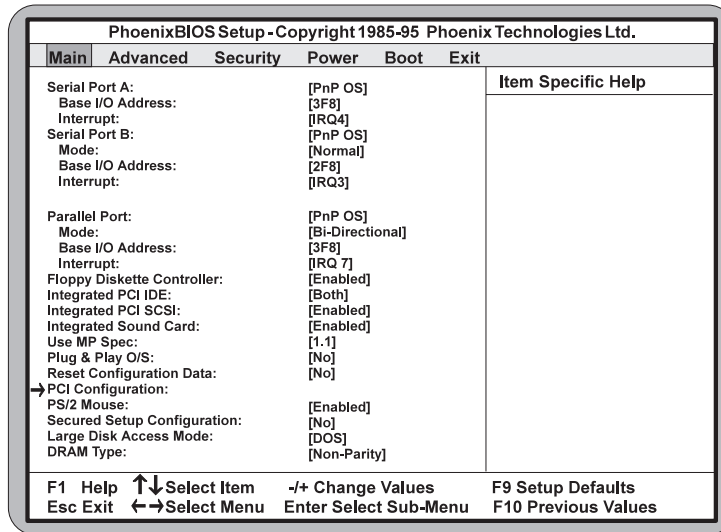 PhoenixBIOS Setup - Copyright 1985-95 Phoenix Technologies Ltd.
Main Advanced Security Power Boot Exit
Item Specific Help
Serial Port A: [PnP OS]
Base I/O Address: [3F8]
Interrupt: [IRQ4]
Serial Port B: [PnP OS]
Mode: [Normal]
Base I/O Address: [2F8]
Interrupt: [IRQ3]
Parallel Port: [PnP OS]
Mode: [Bi-Directional]
Base I/O Address: [3F8]
Interrupt: [IRQ 7]
Floppy Diskette Controller: [Enabled]
Integrated PCI IDE: [Both]
Integrated PCI SCSI: [Enabled]
Integrated Sound Card: [Enabled]
Use MP Spec: [1.1]
Plug & Play O/S: [No]
Reset Configuration Data: [No]
→PCI Configuration:
PS/2 Mouse: [Enabled]
Secured Setup Configuration: [No]
Large Disk Access Mode: [DOS]
DRAM Type: [Non-Parity]
F1 Help ↑↓Select Item -/+ Change Values F9 Setup Defaults
Esc Exit ←→Select Menu Enter Select Sub-Menu F10 Previous Values